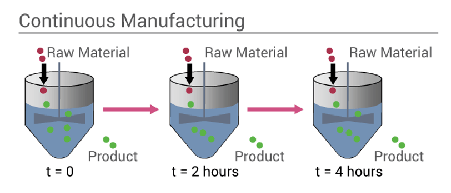 Continuous Manufacturing
Raw Material
Raw Material
Raw Material
Product
Product
Product
t = 0
t = 2 hours
t = 4 hours